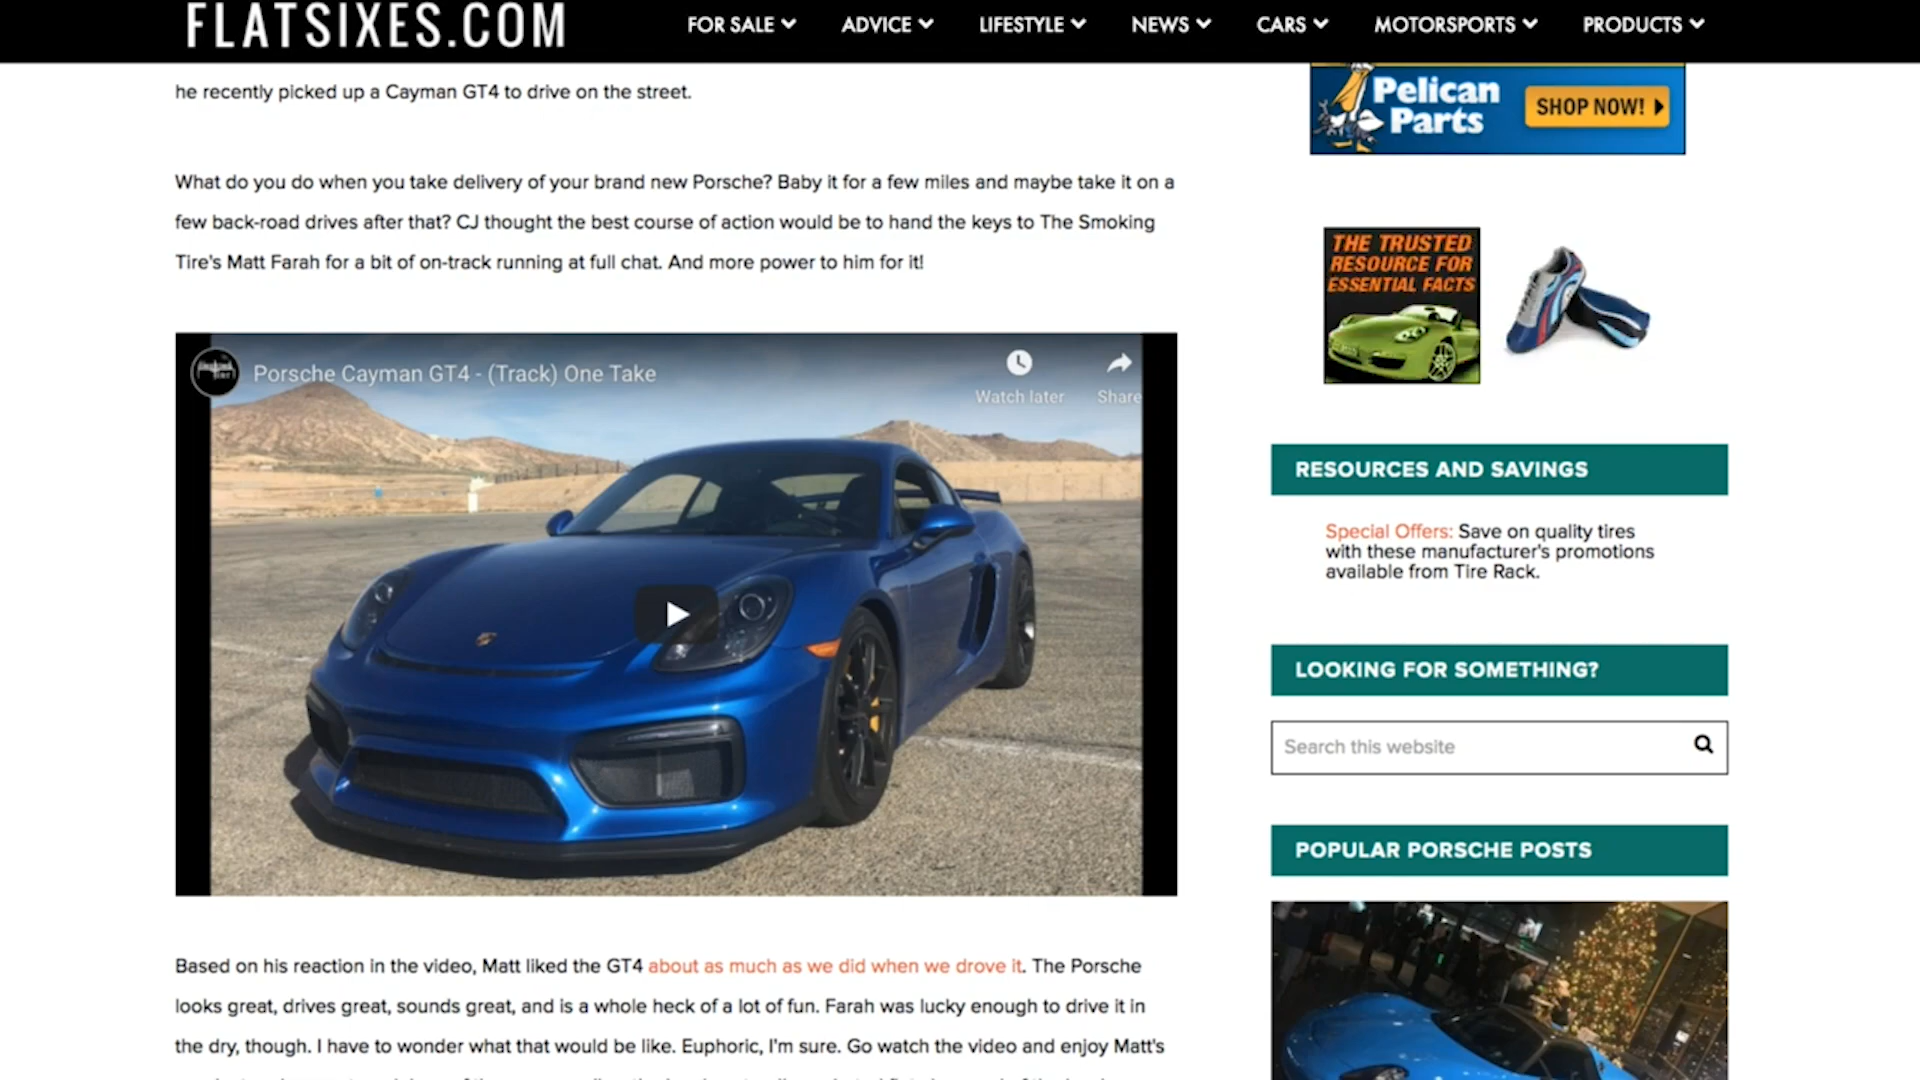 FLATSIXES.COM
FOR SALE ADVICE LIFESTYLE NEWS CARS MOTORSPORTS PRODUCTS
he recently picked up a Cayman GT4 to drive on the street.
What do you do when you take delivery of your brand new Porsche? Baby it for a few miles and maybe take it on a
few back-road drives after that? CJ thought the best course of action would be to hand the keys to The Smoking
Tire's Matt Farah for a bit of on-track running at full chat. And more power to him for it!
Porsche Cayman GT4 - (Track) One Take
Watch later
Share
Based on his reaction in the video, Matt liked the GT4 about as much as we did when we drove it. The Porsche
looks great, drives great, sounds great, and is a whole heck of a lot of fun. Farah was lucky enough to drive it in
the dry, though. I have to wonder what that would be like. Euphoric, I'm sure. Go watch the video and enjoy Matt's
Pelican
Parts
SHOP NOW!
THE TRUSTED
RESOURCE FOR
ESSENTIAL FACTS
RESOURCES AND SAVINGS
Special Offers: Save on quality tires
with these manufacturer's promotions
available from Tire Rack.
LOOKING FOR SOMETHING?
Search this website
POPULAR PORSCHE POSTS